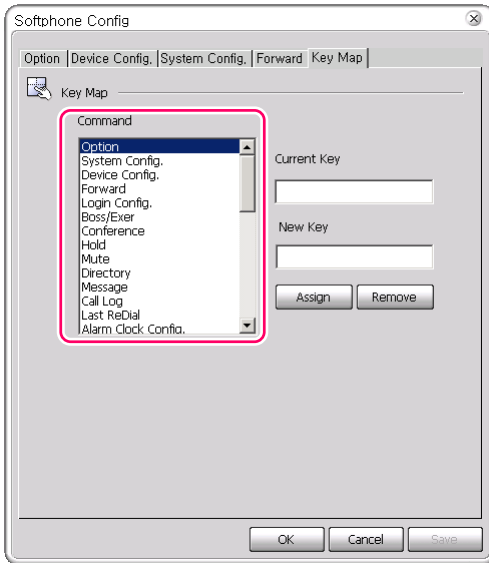 Softphone Config
Option Device Config. System Config. Forward Key Map
Key Map
Command
Option
System Config.
Device Config.
Forward
Login Config.
Boss/Exer
Conference
Hold
Mute
Directory
Message
Call Log
Last ReDial
Alarm Clock Config.
Current Key
New Key
Assign Remove
OK Cancel Save